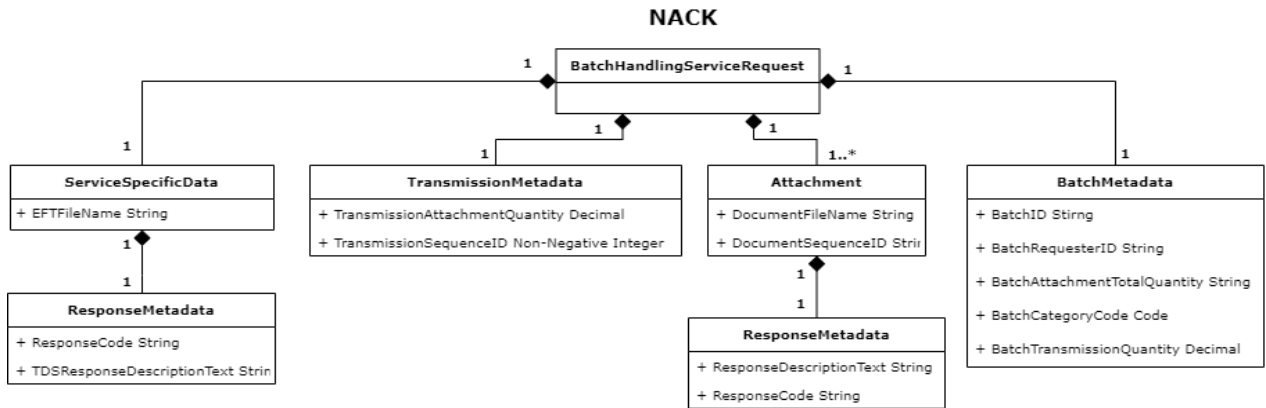 NACK
BatchHandlingServiceRequest
1
1
1
1
1
1
1..*
1
ServiceSpecificData
+ EFTFileName String
1
1
ResponseMetadata
+ ResponseCode String
+ TDSResponseDescriptionText Strin
TransmissionMetadata
+ TransmissionAttachmentQuantity Decimal
+ TransmissionSequenceID Non-Negative Integer
Attachment
+ DocumentFileName String
+ DocumentSequenceID Strin
1
1
ResponseMetadata
+ ResponseDescriptionText String
+ ResponseCode String
BatchMetadata
+ BatchID Stirng
+ BatchRequesterID String
+ BatchAttachmentTotalQuantity String
+ BatchCategoryCode Code
+ BatchTransmissionQuantity Decimal